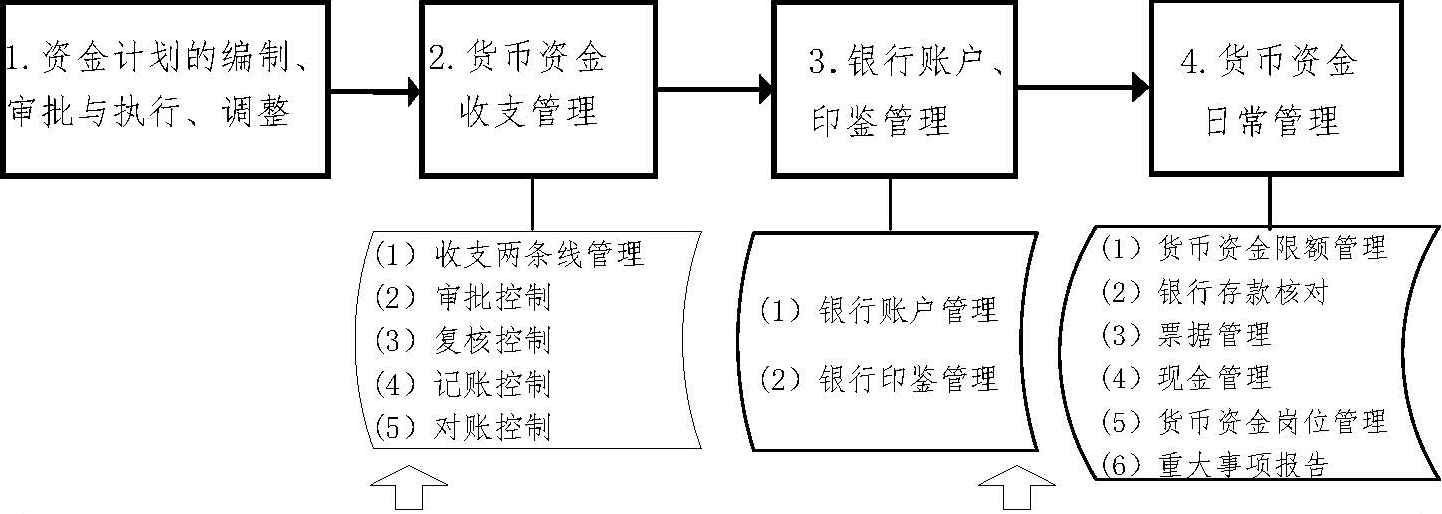 1.资金计划的编制、
审批与执行、调整
2.货币资金
收支管理
3.银行账户、
印鉴管理
4.货币资金
日常管理
(1)收支两条线管理
(2)审批控制
(3)复核控制
(4)记账控制
(5)对账控制
(1)银行账户管理
(2)银行印鉴管理
(1)货币资金限额管理
(2)银行存款核对
(3)票据管理
(4)现金管理
(5)货币资金岗位管理
(6)重大事项报告